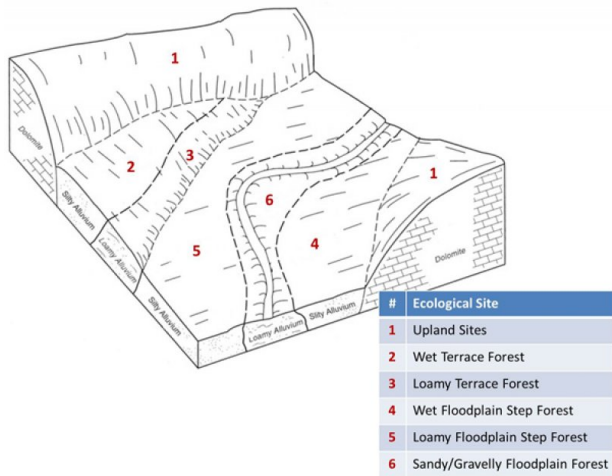 1
Dolomite
2
3
1
6
Silty Alluvium
Loamy Alluvium
5
4
Silty Alluvium
Dolomite
Loamy Alluvium
Silty Alluvium
# Ecological Site
1 Upland Sites
2 Wet Terrace Forest
3 Loamy Terrace Forest
4 Wet Floodplain Step Forest
5 Loamy Floodplain Step Forest
6 Sandy/Gravelly Floodplain Forest